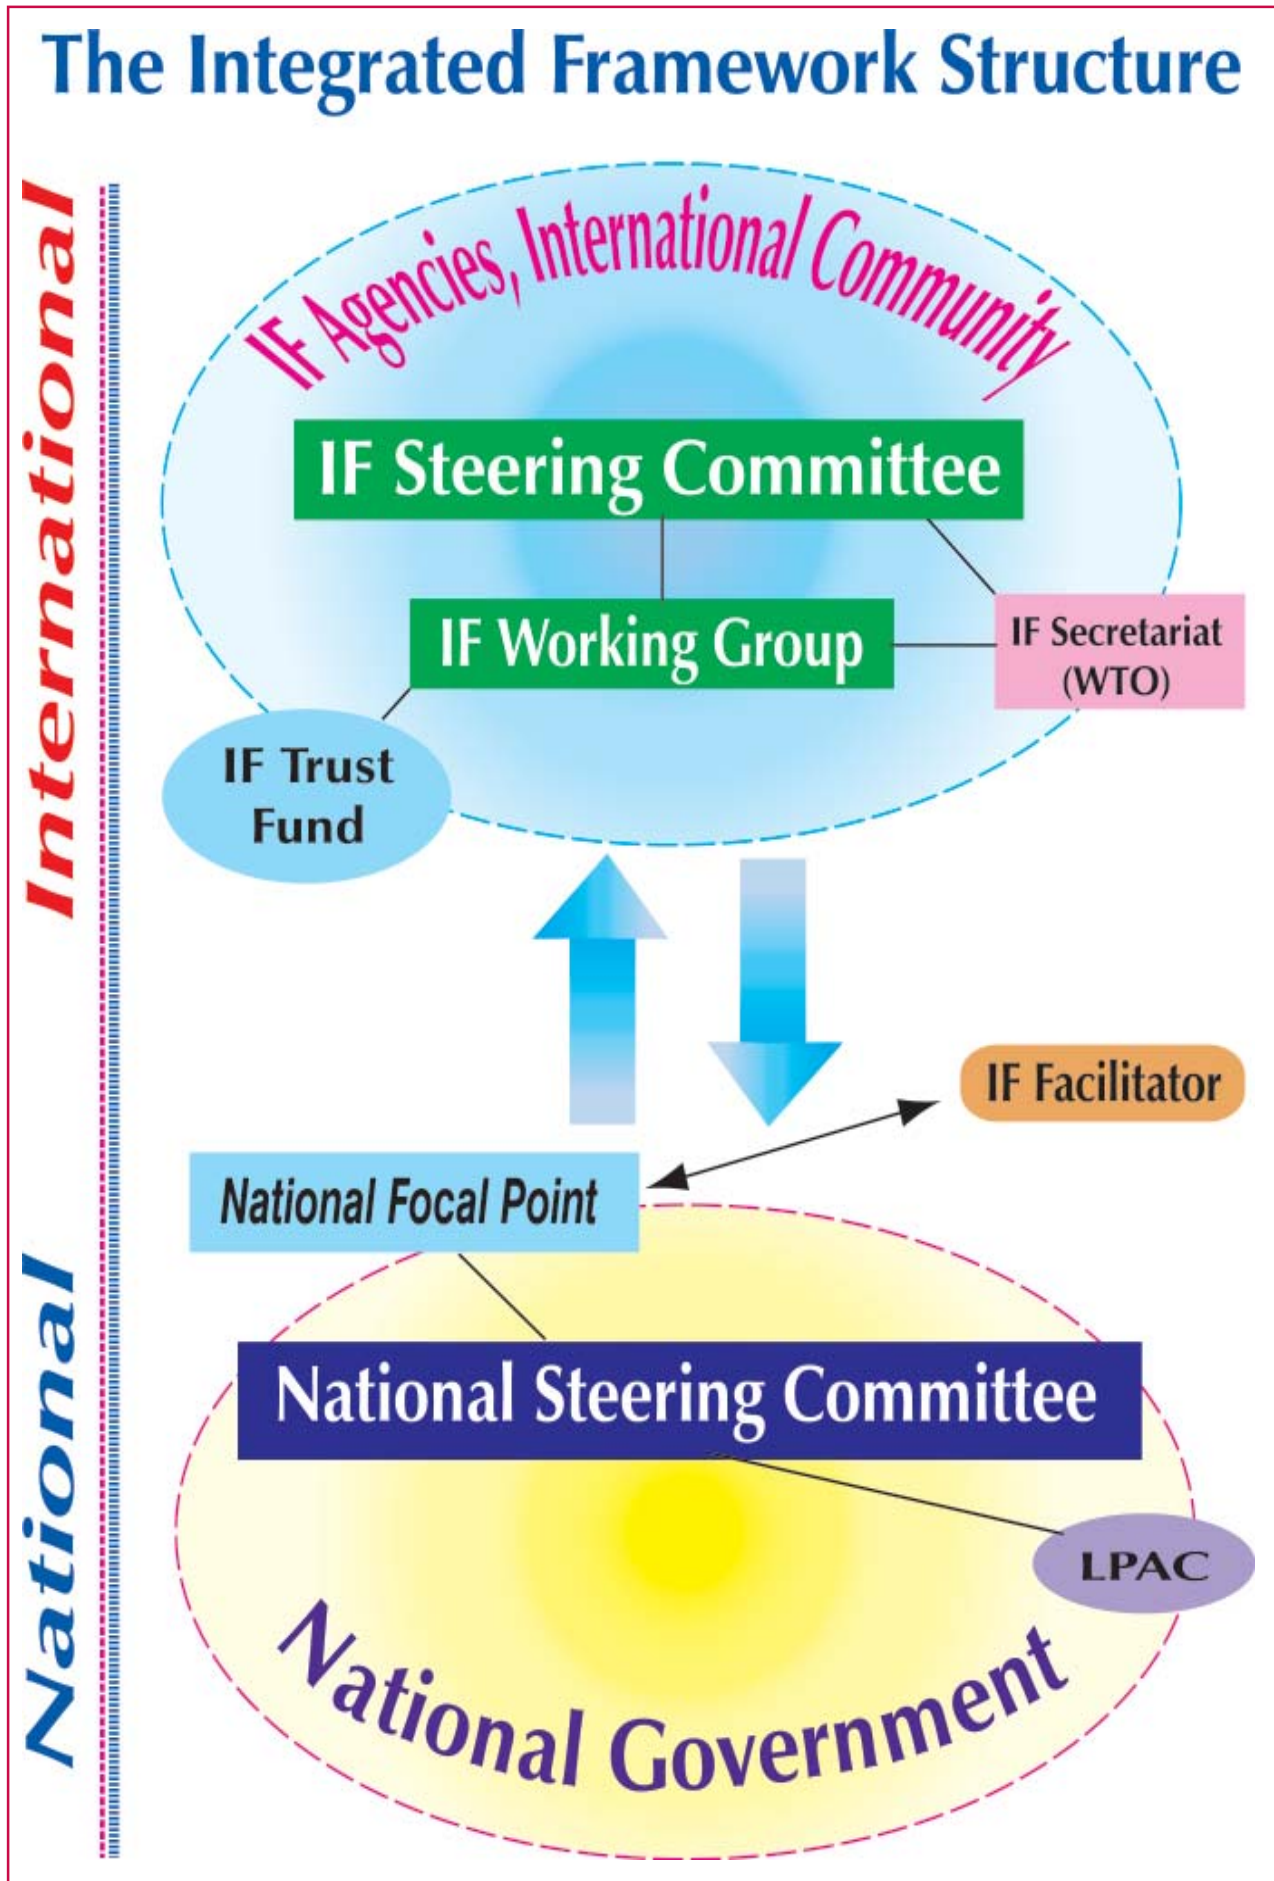 The Integrated Framework Structure
International
IF Agencies, International Community
IF Steering Committee
IF Working Group
IF Secretariat
(WTO)
IF Trust
Fund
IF Facilitator
National Focal Point
National
National Steering Committee
LPAC
National Government